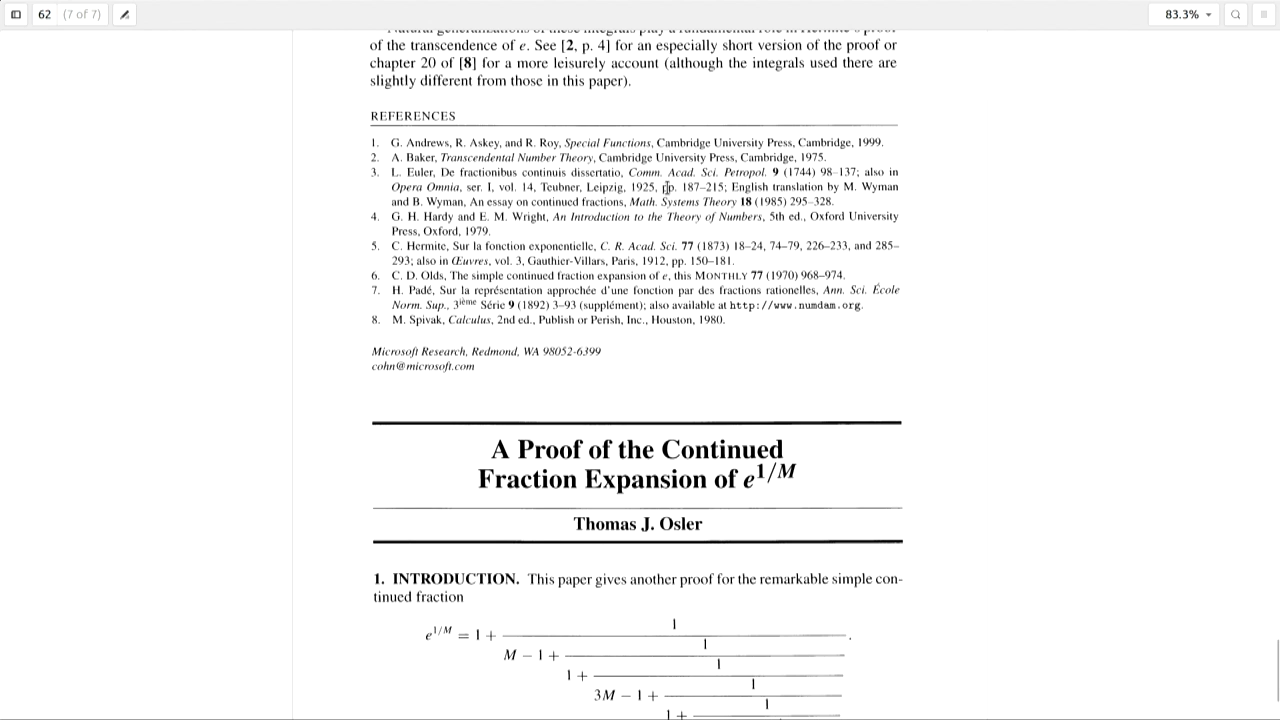 62 (7 of 7) 83.3%
of the transcendence of e. See [2, p. 4] for an especially short version of the proof or
chapter 20 of [8] for a more leisurely account (although the integrals used there are
slightly different from those in this paper).
REFERENCES
1. G. Andrews, R. Askey, and R. Roy, Special Functions, Cambridge University Press, Cambridge, 1999.
2. A. Baker, Transcendental Number Theory, Cambridge University Press, Cambridge, 1975.
3. L. Euler, De fractionibus continuis dissertatio, Comm. Acad. Sci. Petropol. 9 (1744) 98–137; also in
Opera Omnia, ser. I, vol. 14, Teubner, Leipzig, 1925, pp. 187–215; English translation by M. Wyman
and B. Wyman, An essay on continued fractions, Math. Systems Theory 18 (1985) 295–328.
4. G. H. Hardy and E. M. Wright, An Introduction to the Theory of Numbers, 5th ed., Oxford University
Press, Oxford, 1979.
5. C. Hermite, Sur la fonction exponentielle, C. R. Acad. Sci. 77 (1873) 18–24, 74–79, 226–233, and 285–
293; also in Œuvres, vol. 3, Gauthier-Villars, Paris, 1912, pp. 150–181.
6. C. D. Olds, The simple continued fraction expansion of e, this MONTHLY 77 (1970) 968–974.
7. H. Padé, Sur la représentation approchée d'une fonction par des fractions rationelles, Ann. Sci. École
Norm. Sup., 3ième Série 9 (1892) 3–93 (supplément); also available at http://www.numdam.org.
8. M. Spivak, Calculus, 2nd ed., Publish or Perish, Inc., Houston, 1980.
Microsoft Research, Redmond, WA 98052-6399
cohn@microsoft.com
A Proof of the Continued
Fraction Expansion of e^1/M
Thomas J. Osler
1. INTRODUCTION. This paper gives another proof for the remarkable simple con-
tinued fraction
1
e^1/M = 1 + .
1
M − 1 +
1
1 +
1
3M − 1 +
1
1 +